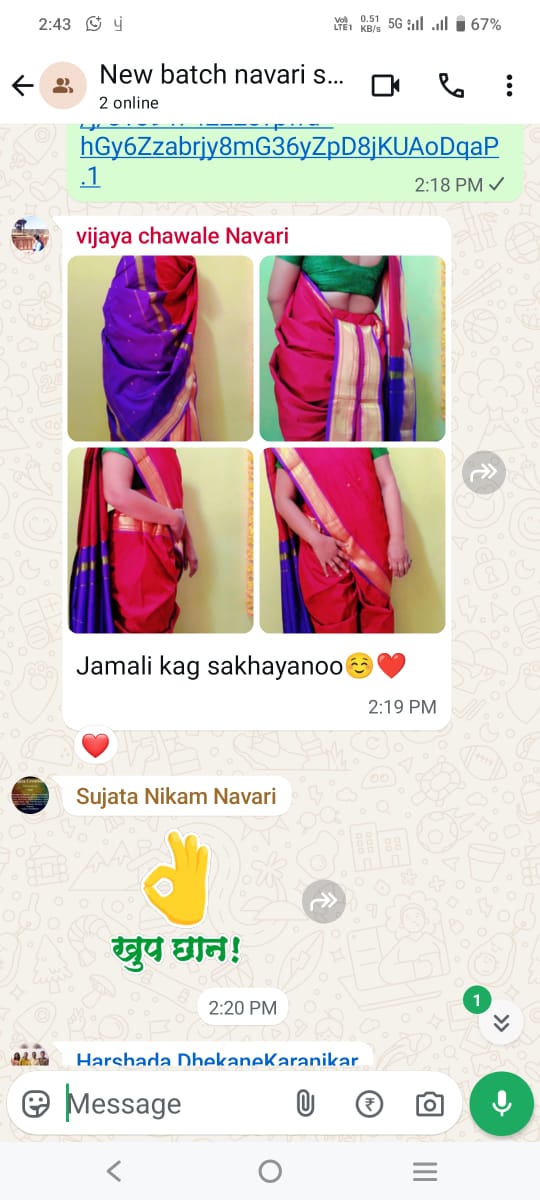 2:43
Vo)) LTE1
0.51 KB/s
5G
67%
New batch navari s...
2 online
hGy6Zzabrjy8mG36yZpD8jKUAoDqaP
.1
2:18 PM
vijaya chawale Navari
Jamali kag sakhayanoo☺️❤️
2:19 PM
❤️
Sujata Nikam Navari
खुप छान!
2:20 PM
1
Harshada DhekaneKaranikar
Message